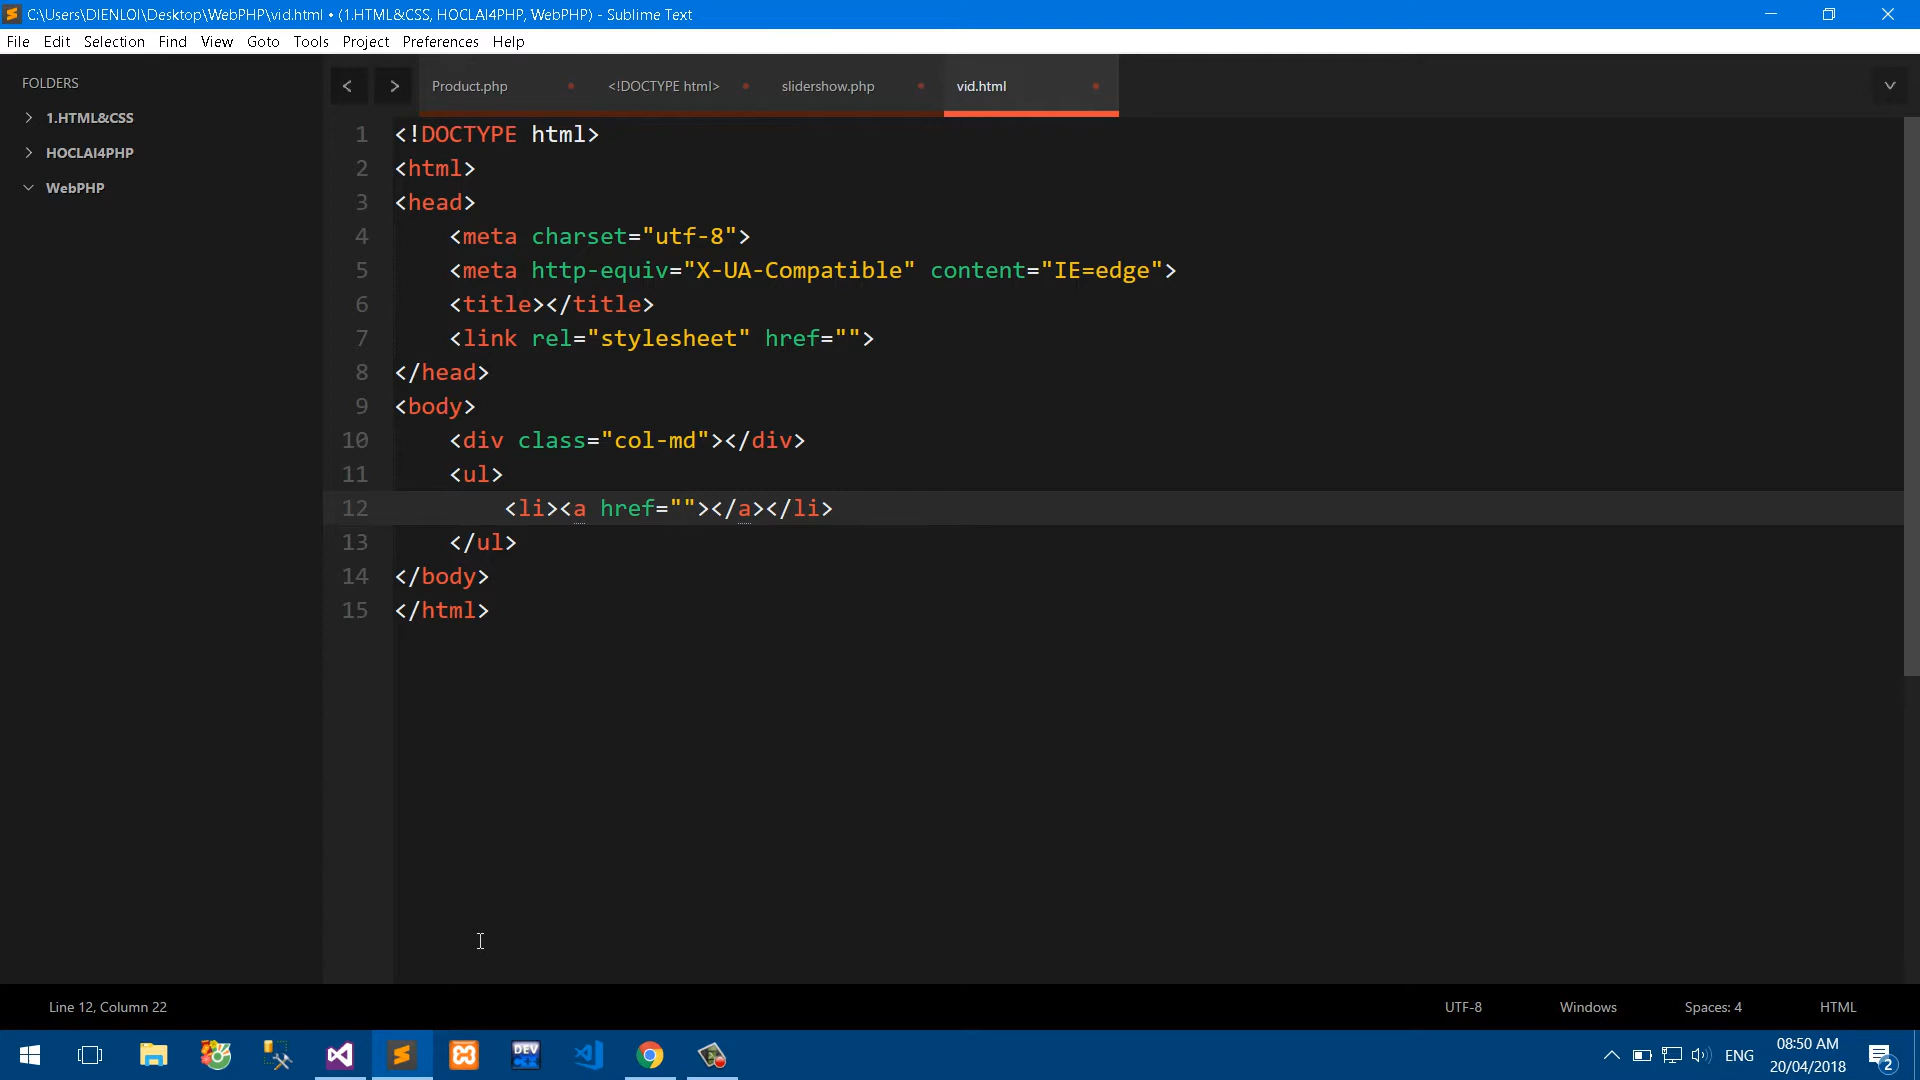 C:\Users\DIENLOI\Desktop\WebPHP\vid.html • (1.HTML&CSS, HOCLAI4PHP, WebPHP) - Sublime Text
File Edit Selection Find View Goto Tools Project Preferences Help
FOLDERS
1.HTML&CSS
HOCLAI4PHP
WebPHP
Product.php <!DOCTYPE html> slidershow.php vid.html
1 <!DOCTYPE html>
2 <html>
3 <head>
4 <meta charset="utf-8">
5 <meta http-equiv="X-UA-Compatible" content="IE=edge">
6 <title></title>
7 <link rel="stylesheet" href="">
8 </head>
9 <body>
10 <div class="col-md"></div>
11 <ul>
12 <li><a href=""></a></li>
13 </ul>
14 </body>
15 </html>
Line 12, Column 22
UTF-8 Windows Spaces: 4 HTML
DEV
ENG
08:50 AM
20/04/2018
2